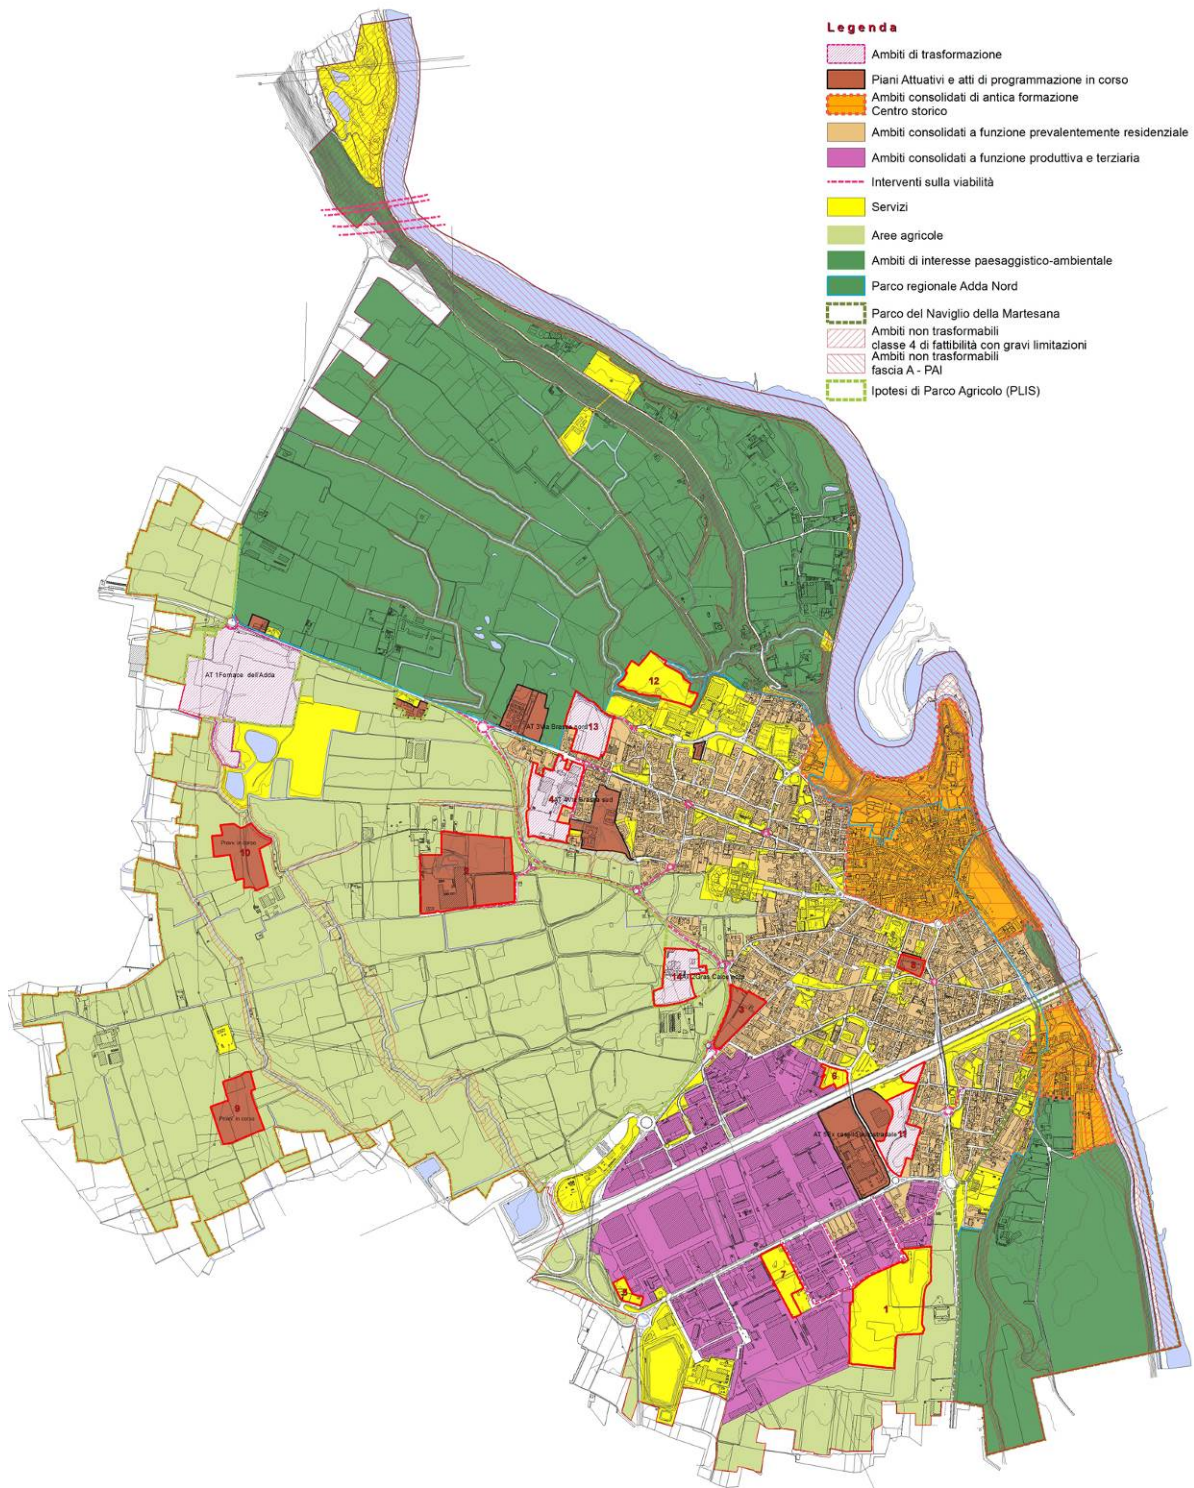 Legenda
Ambiti di trasformazione
Piani Attuativi e atti di programmazione in corso
Ambiti consolidati di antica formazione
Centro storico
Ambiti consolidati a funzione prevalentemente residenziale
Ambiti consolidati a funzione produttiva e terziaria
Interventi sulla viabilità
Servizi
Aree agricole
Ambiti di interesse paesaggistico-ambientale
Parco regionale Adda Nord
Parco del Naviglio della Martesana
Ambiti non trasformabili
classe 4 di fattibilità con gravi limitazioni
Ambiti non trasformabili
fascia A - PAI
Ipotesi di Parco Agricolo (PLIS)
AT 1Fornace dell'Adda
12
13
4
10
14
3
6
11
9
7
1